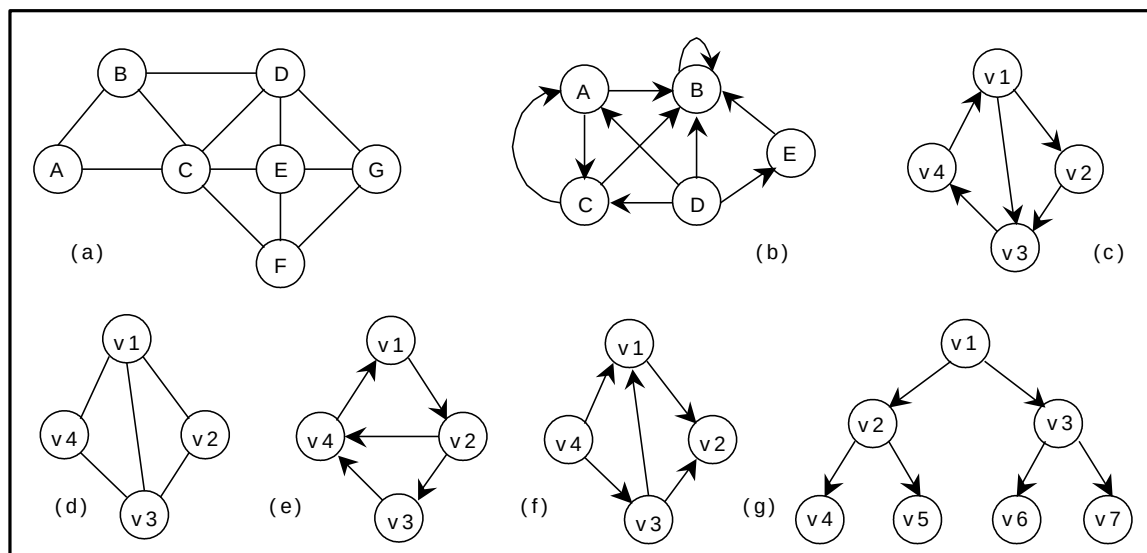 B D
A C E G
F
(a)
A B
E
C D
(b)
v1
v4 v2
v3
(c)
v1
v4 v2
v3
(d)
v1
v4 v2
v3
(e)
v1
v4 v2
v3
(f)
v1
v2 v3
v4 v5 v6 v7
(g)